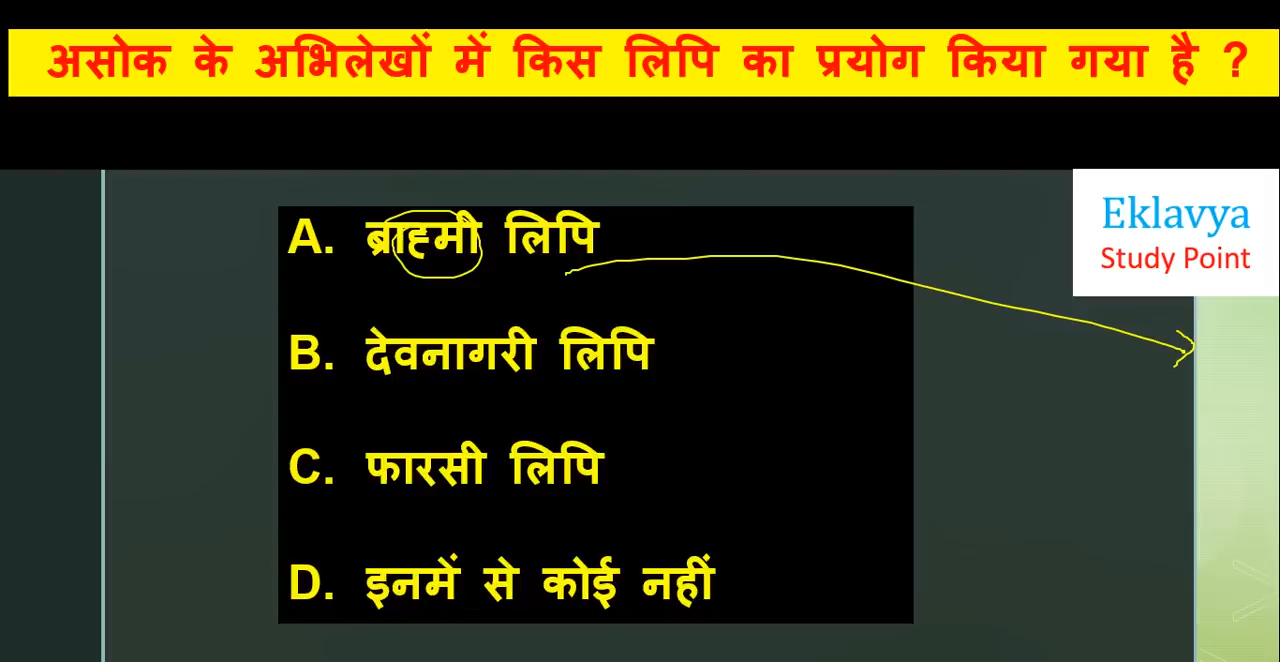 असोक के अभिलेखों में किस लिपि का प्रयोग किया गया है ?
Eklavya
Study Point
A. ब्राह्मी लिपि
B. देवनागरी लिपि
C. फारसी लिपि
D. इनमें से कोई नहीं